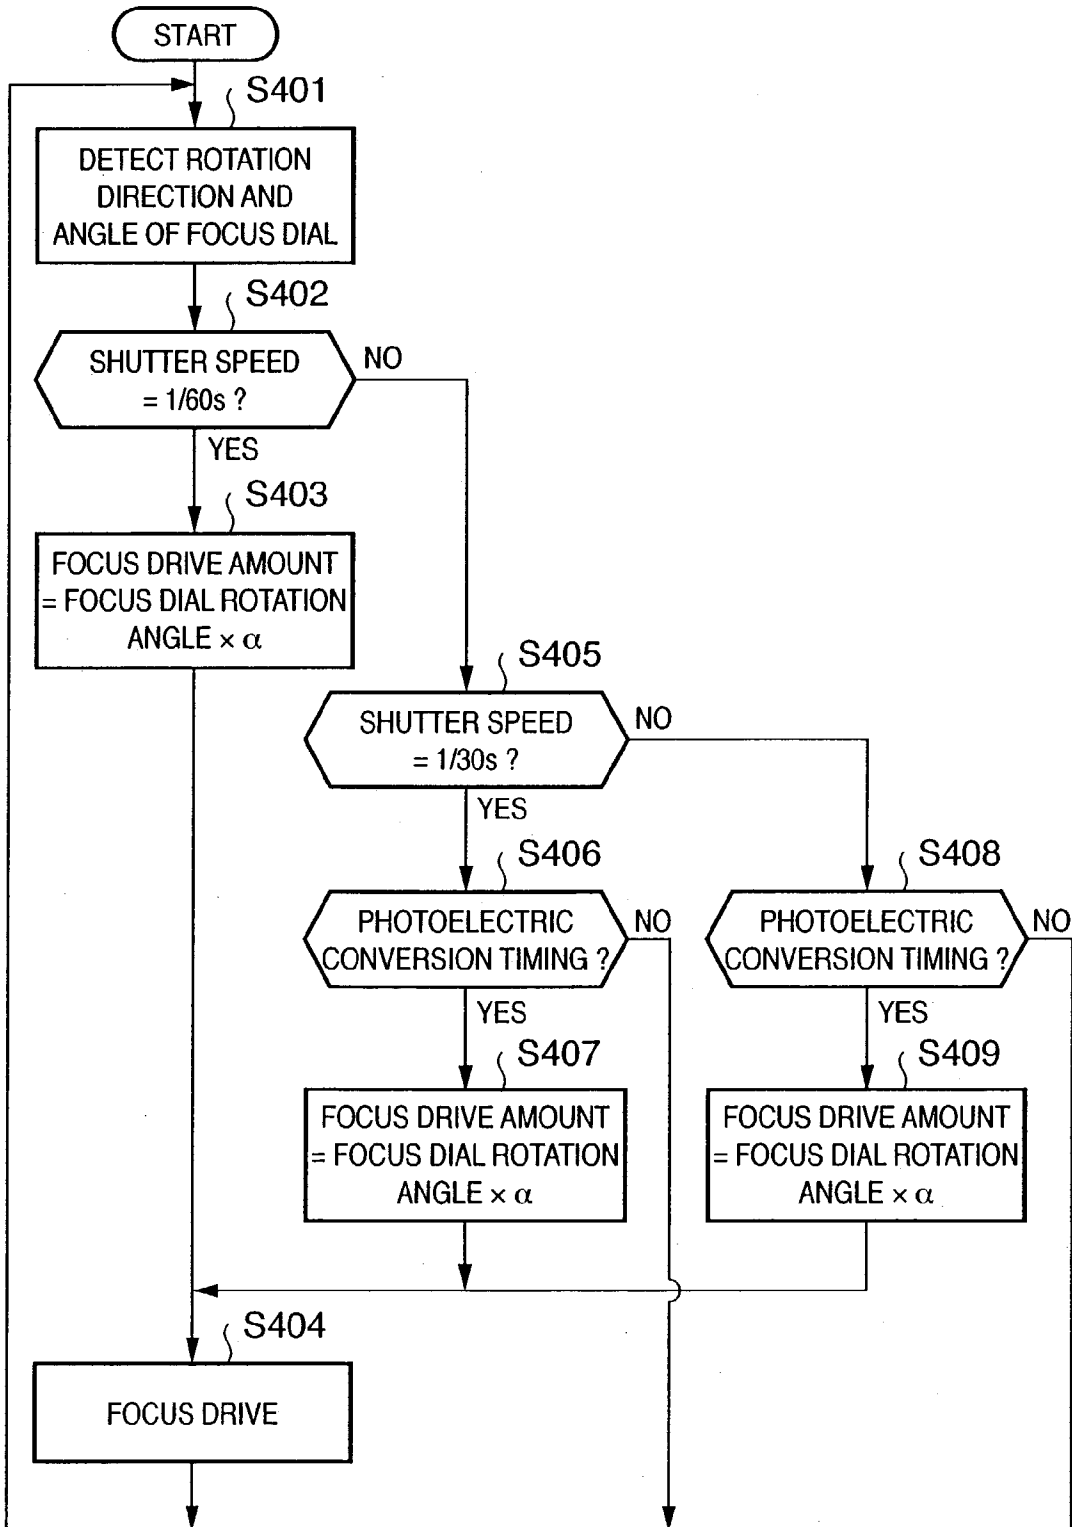 START
S401
DETECT ROTATION
DIRECTION AND
ANGLE OF FOCUS DIAL
S402
SHUTTER SPEED
= 1/60s ?
NO
YES
S403
FOCUS DRIVE AMOUNT
= FOCUS DIAL ROTATION
ANGLE × α
S405
SHUTTER SPEED
= 1/30s ?
NO
YES
S406
PHOTOELECTRIC
CONVERSION TIMING ?
NO
YES
S407
FOCUS DRIVE AMOUNT
= FOCUS DIAL ROTATION
ANGLE × α
S408
PHOTOELECTRIC
CONVERSION TIMING ?
NO
YES
S409
FOCUS DRIVE AMOUNT
= FOCUS DIAL ROTATION
ANGLE × α
S404
FOCUS DRIVE